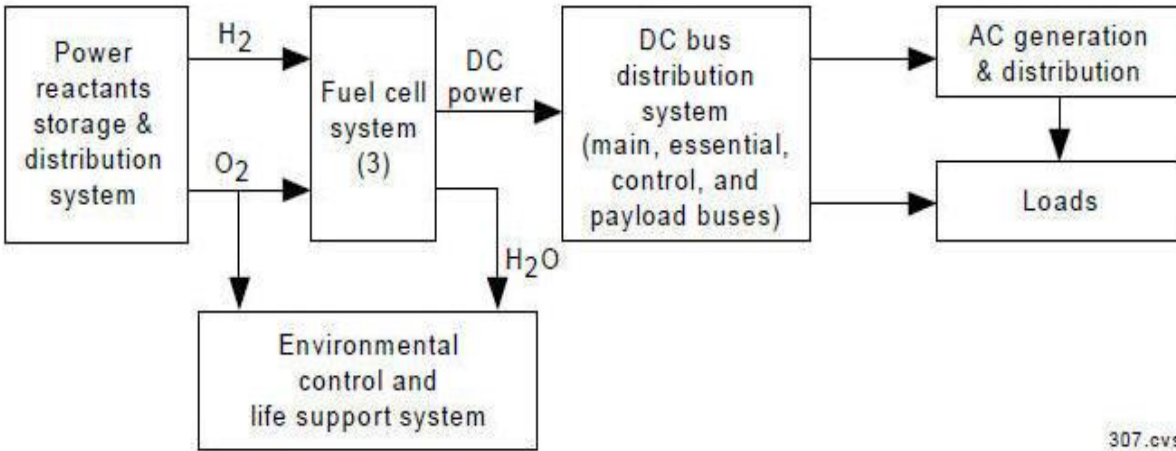 Power
reactants
storage &
distribution
system
H2
O2
Fuel cell
system
(3)
DC
power
H2O
Environmental
control and
life support system
DC bus
distribution
system
(main, essential,
control, and
payload buses)
AC generation
& distribution
Loads
307.cvs